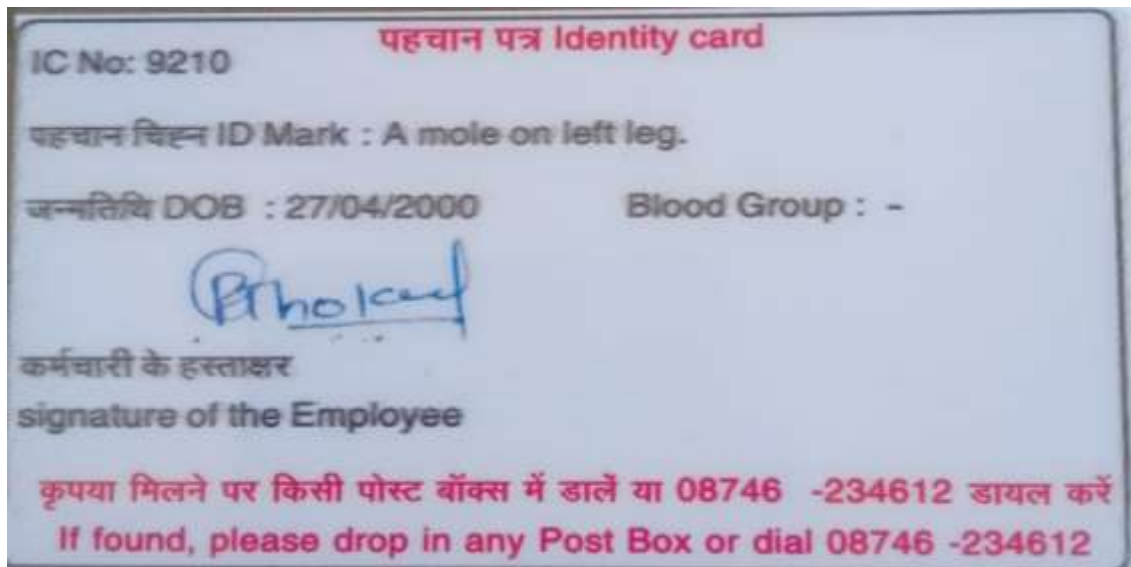 पहचान पत्र Identity card
IC No: 9210
पहचान चिह्न ID Mark : A mole on left leg.
जन्मतिथि DOB : 27/04/2000 Blood Group : -
कर्मचारी के हस्ताक्षर
signature of the Employee
कृपया मिलने पर किसी पोस्ट बॉक्स में डालें या 08746 -234612 डायल करें
If found, please drop in any Post Box or dial 08746 -234612